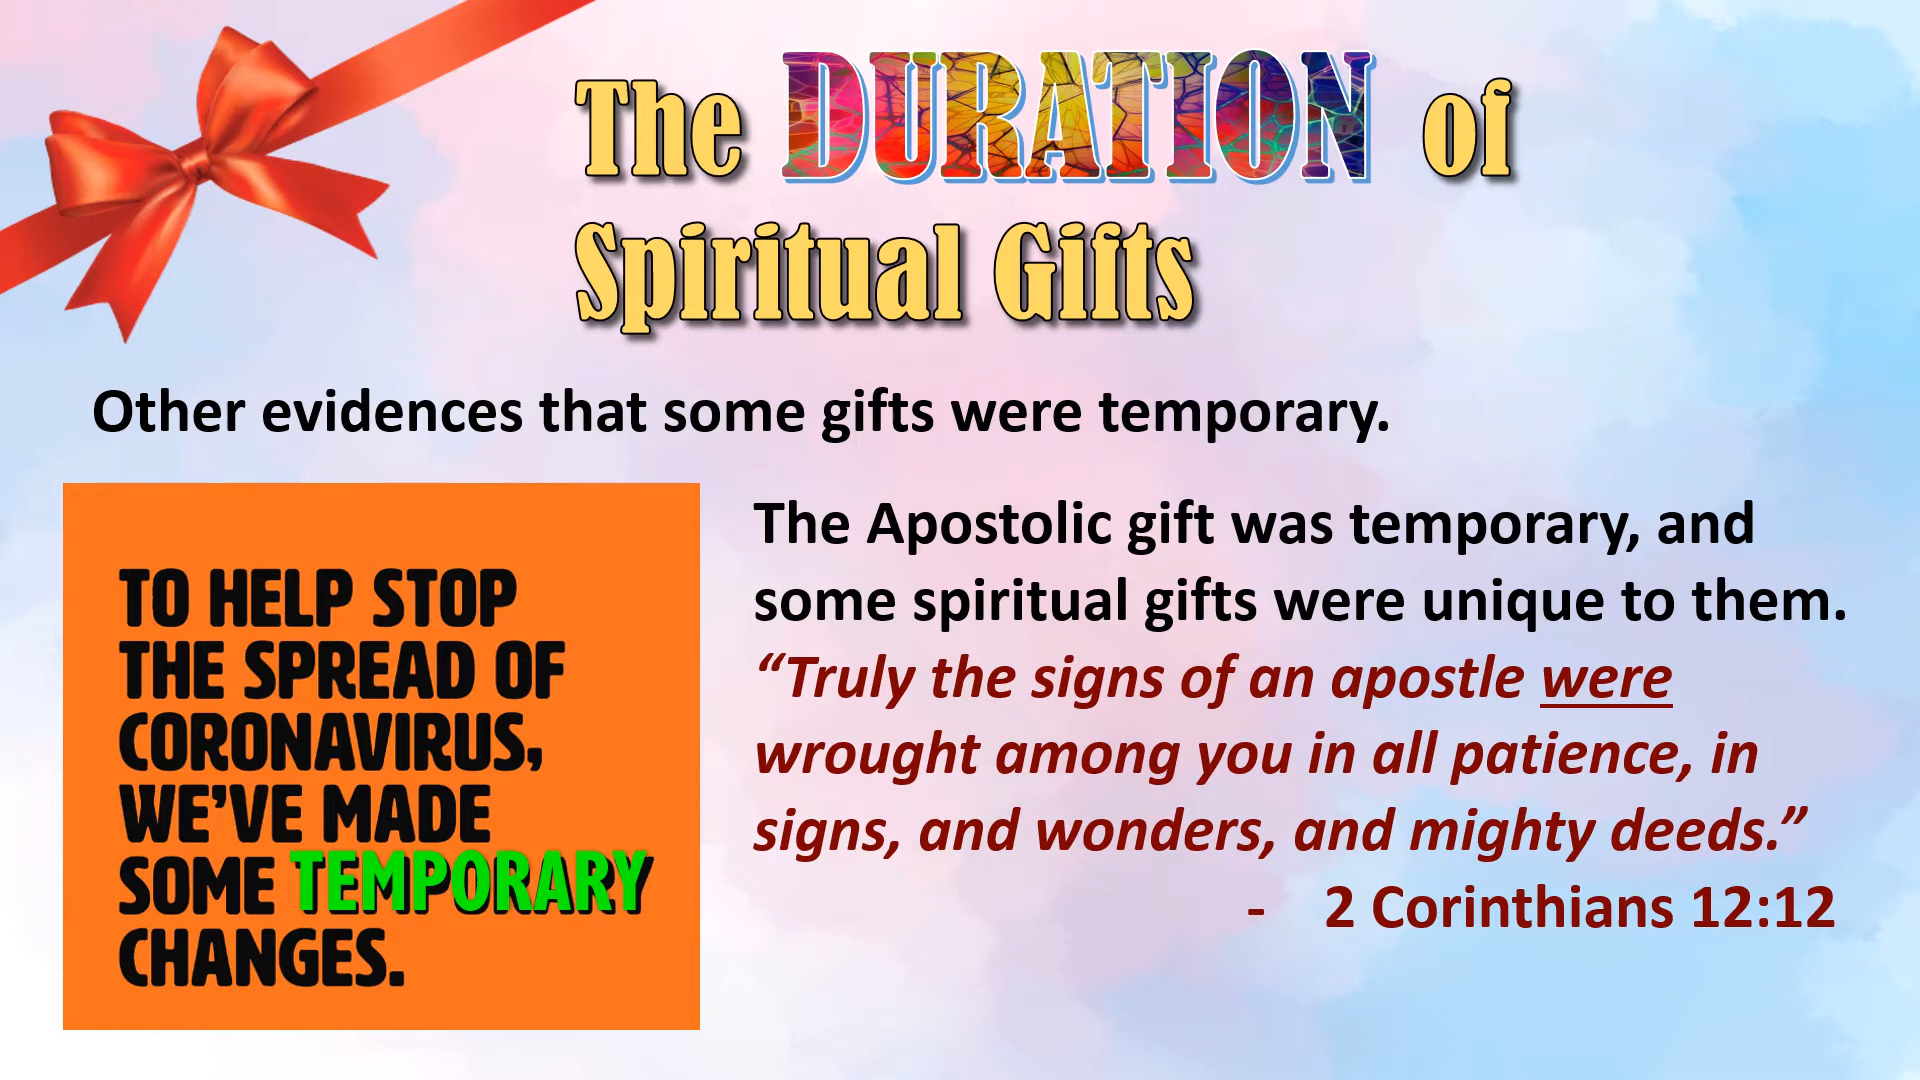 The DURATION of
Spiritual Gifts
Other evidences that some gifts were temporary.
TO HELP STOP
THE SPREAD OF
CORONAVIRUS,
WE'VE MADE
SOME TEMPORARY
CHANGES.
The Apostolic gift was temporary, and
some spiritual gifts were unique to them.
“Truly the signs of an apostle were
wrought among you in all patience, in
signs, and wonders, and mighty deeds.”
- 2 Corinthians 12:12